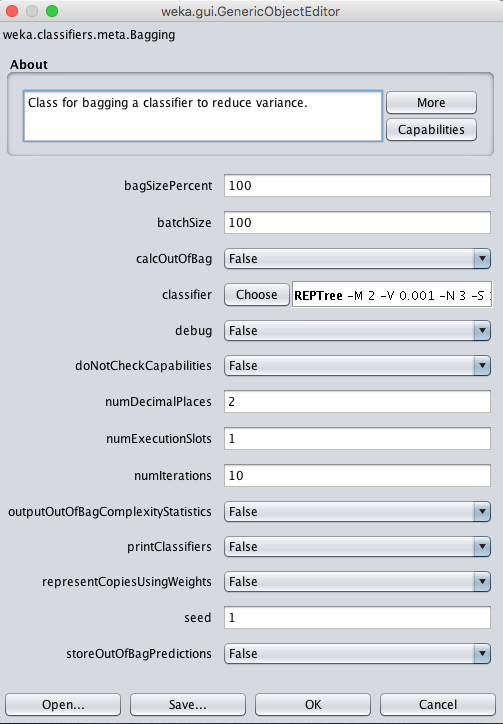 weka.gui.GenericObjectEditor
weka.classifiers.meta.Bagging
About
Class for bagging a classifier to reduce variance.
More
Capabilities
bagSizePercent 100
batchSize 100
calcOutOfBag False
classifier Choose REPTree -M 2 -V 0.001 -N 3 -S
debug False
doNotCheckCapabilities False
numDecimalPlaces 2
numExecutionSlots 1
numIterations 10
outputOutOfBagComplexityStatistics False
printClassifiers False
representCopiesUsingWeights False
seed 1
storeOutOfBagPredictions False
Open... Save... OK Cancel